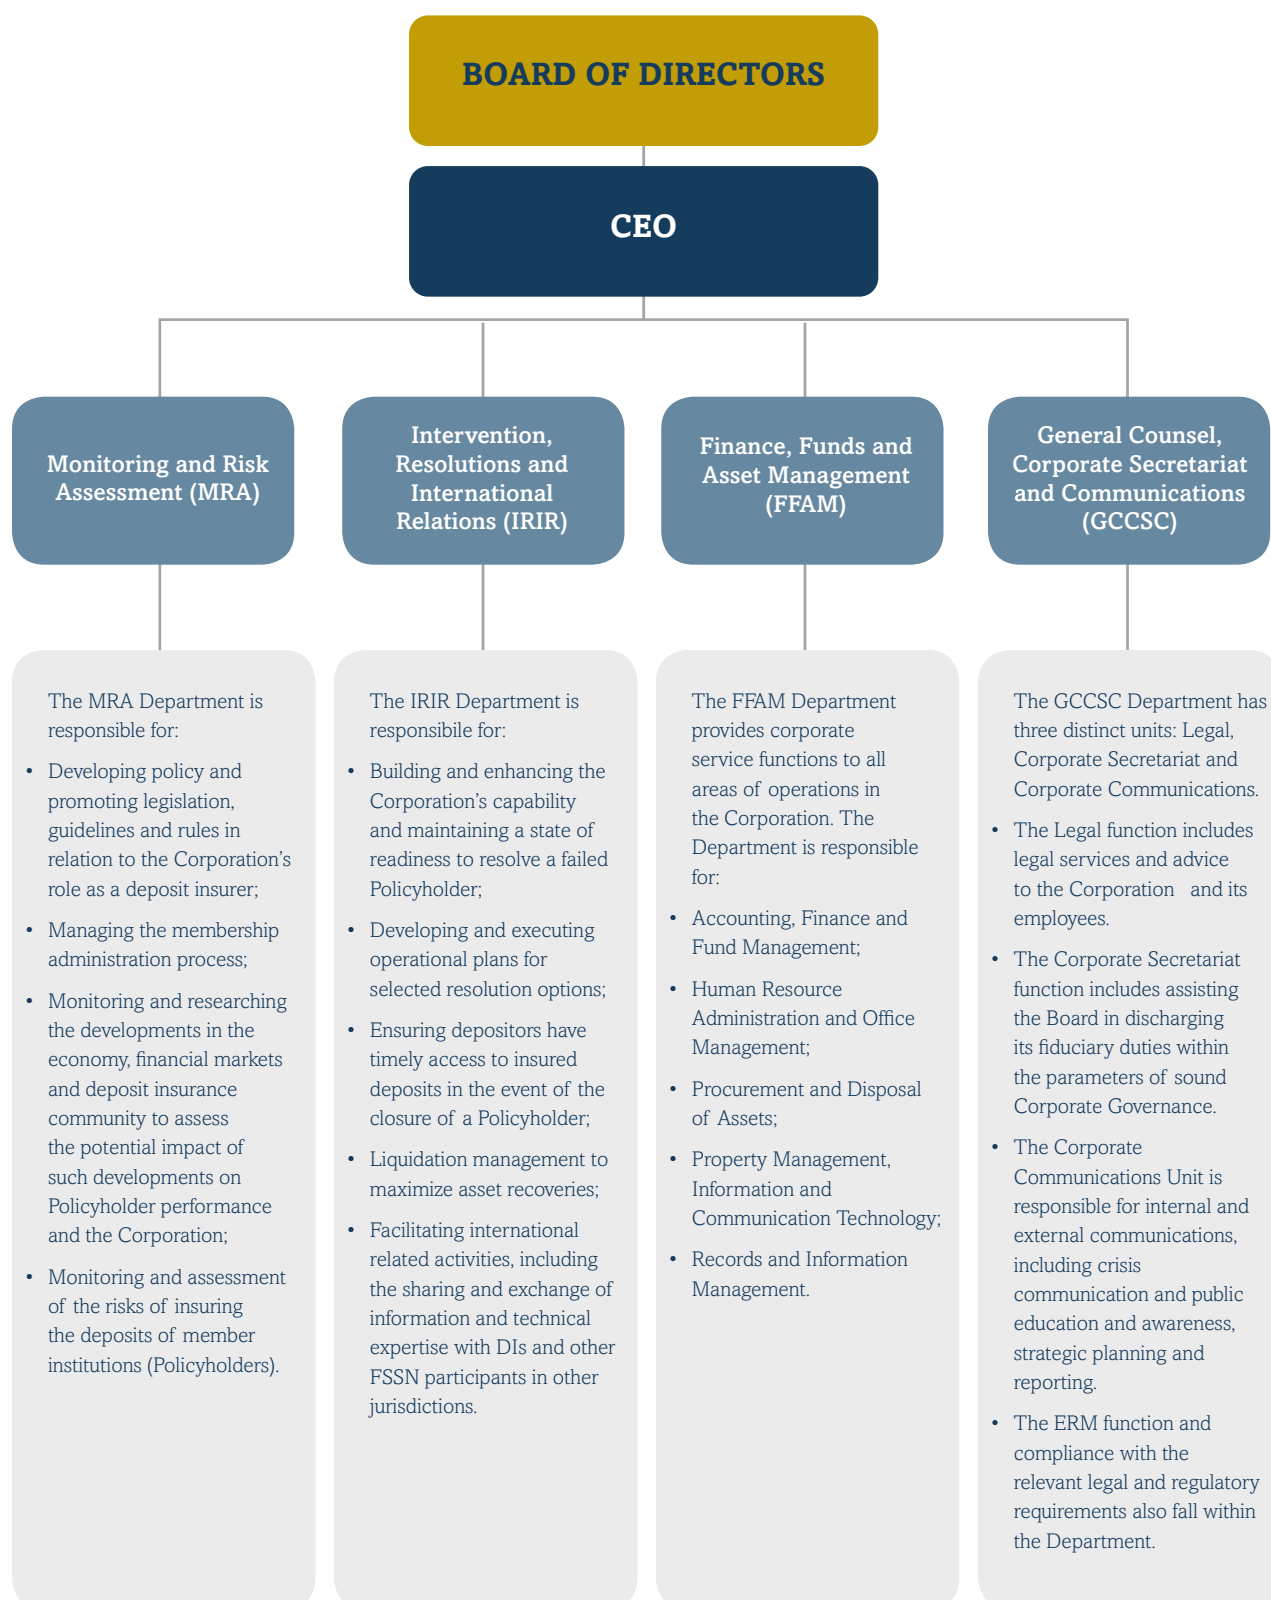 BOARD OF DIRECTORS
CEO
Monitoring and Risk
Assessment (MRA)
Intervention,
Resolutions and
International
Relations (IRIR)
Finance, Funds and
Asset Management
(FFAM)
General Counsel,
Corporate Secretariat
and Communications
(GCCSC)
The MRA Department is
responsible for:
• Developing policy and
promoting legislation,
guidelines and rules in
relation to the Corporation's
role as a deposit insurer;
• Managing the membership
administration process;
• Monitoring and researching
the developments in the
economy, financial markets
and deposit insurance
community to assess
the potential impact of
such developments on
Policyholder performance
and the Corporation;
• Monitoring and assessment
of the risks of insuring
the deposits of member
institutions (Policyholders).
The IRIR Department is
responsibile for:
• Building and enhancing the
Corporation's capability
and maintaining a state of
readiness to resolve a failed
Policyholder;
• Developing and executing
operational plans for
selected resolution options;
• Ensuring depositors have
timely access to insured
deposits in the event of the
closure of a Policyholder;
• Liquidation management to
maximize asset recoveries;
• Facilitating international
related activities, including
the sharing and exchange of
information and technical
expertise with DIs and other
FSSN participants in other
jurisdictions.
The FFAM Department
provides corporate
service functions to all
areas of operations in
the Corporation. The
Department is responsible
for:
• Accounting, Finance and
Fund Management;
• Human Resource
Administration and Office
Management;
• Procurement and Disposal
of Assets;
• Property Management,
Information and
Communication Technology;
• Records and Information
Management.
The GCCSC Department has
three distinct units: Legal,
Corporate Secretariat and
Corporate Communications.
• The Legal function includes
legal services and advice
to the Corporation and its
employees.
• The Corporate Secretariat
function includes assisting
the Board in discharging
its fiduciary duties within
the parameters of sound
Corporate Governance.
• The Corporate
Communications Unit is
responsible for internal and
external communications,
including crisis
communication and public
education and awareness,
strategic planning and
reporting.
• The ERM function and
compliance with the
relevant legal and regulatory
requirements also fall within
the Department.